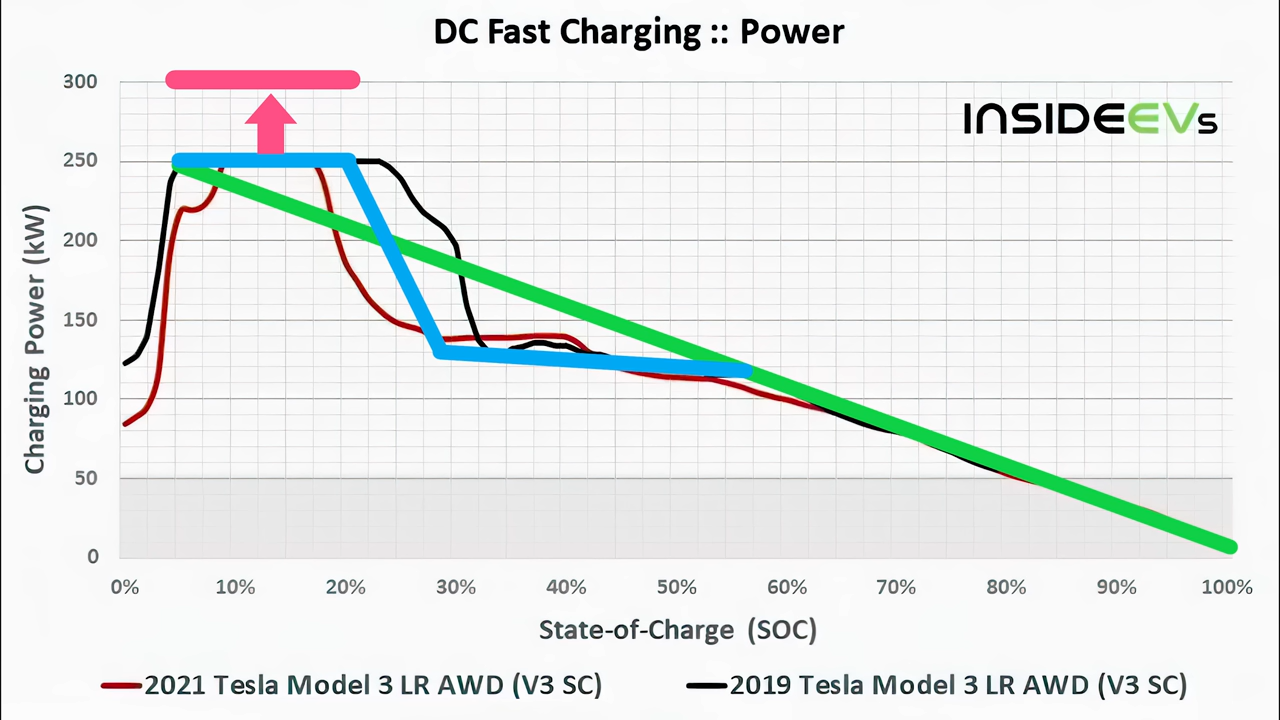 DC Fast Charging :: Power
300
INSIDEEVs
250
200
150
100
50
0
Charging Power (kW)
0% 10% 20% 30% 40% 50% 60% 70% 80% 90% 100%
State-of-Charge (SOC)
2021 Tesla Model 3 LR AWD (V3 SC) 2019 Tesla Model 3 LR AWD (V3 SC)